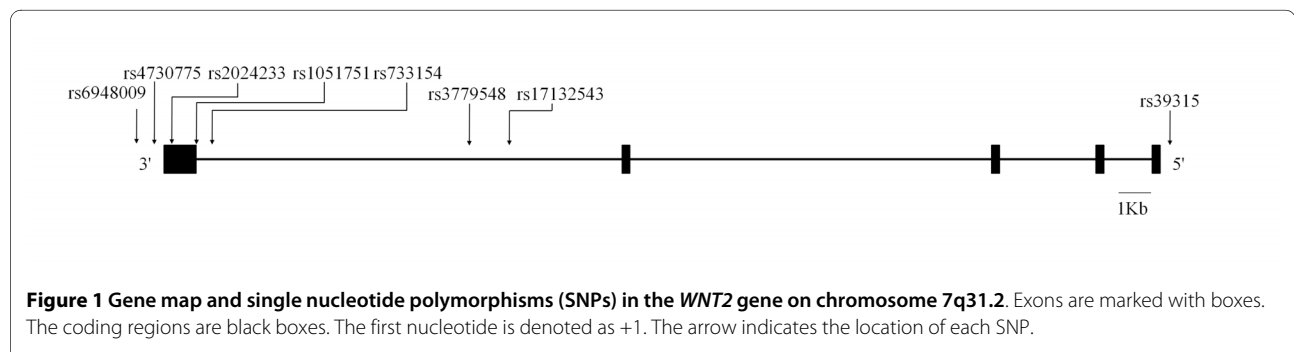 rs4730775 rs2024233 rs1051751 rs733154
rs6948009 rs3779548 rs17132543 rs39315
3' 5'
1Kb
Figure 1 Gene map and single nucleotide polymorphisms (SNPs) in the WNT2 gene on chromosome 7q31.2. Exons are marked with boxes.
The coding regions are black boxes. The first nucleotide is denoted as +1. The arrow indicates the location of each SNP.